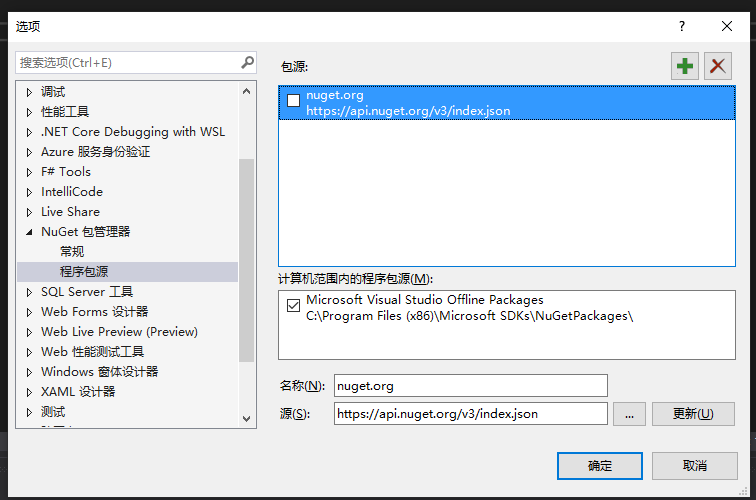 选项
?
搜索选项(Ctrl+E)
调试
性能工具
.NET Core Debugging with WSL
Azure 服务身份验证
F# Tools
IntelliCode
Live Share
NuGet 包管理器
常规
程序包源
SQL Server 工具
Web Forms 设计器
Web Live Preview (Preview)
Web 性能测试工具
Windows 窗体设计器
XAML 设计器
测试
包源:
nuget.org
https://api.nuget.org/v3/index.json
计算机范围内的程序包源(M):
Microsoft Visual Studio Offline Packages
C:\Program Files (x86)\Microsoft SDKs\NuGetPackages\
名称(N): nuget.org
源(S): https://api.nuget.org/v3/index.json ... 更新(U)
确定 取消